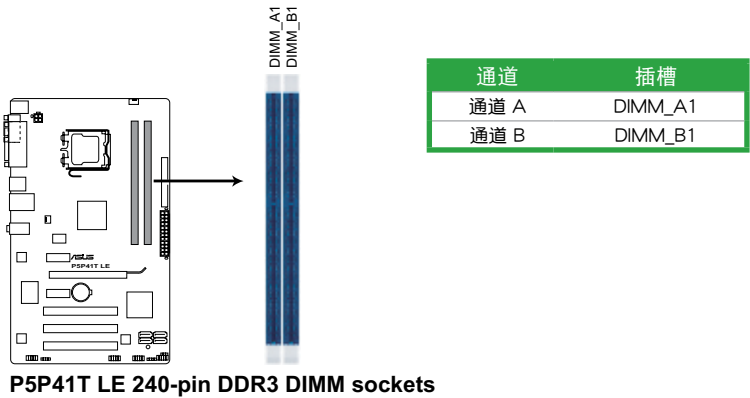 DIMM_A1
DIMM_B1
通道 插槽
通道 A DIMM_A1
通道 B DIMM_B1
ASUS
P5P41T LE
P5P41T LE 240-pin DDR3 DIMM sockets